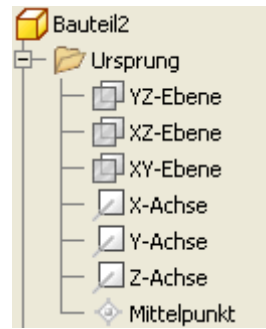 Bauteil2
Ursprung
YZ-Ebene
XZ-Ebene
XY-Ebene
X-Achse
Y-Achse
Z-Achse
Mittelpunkt